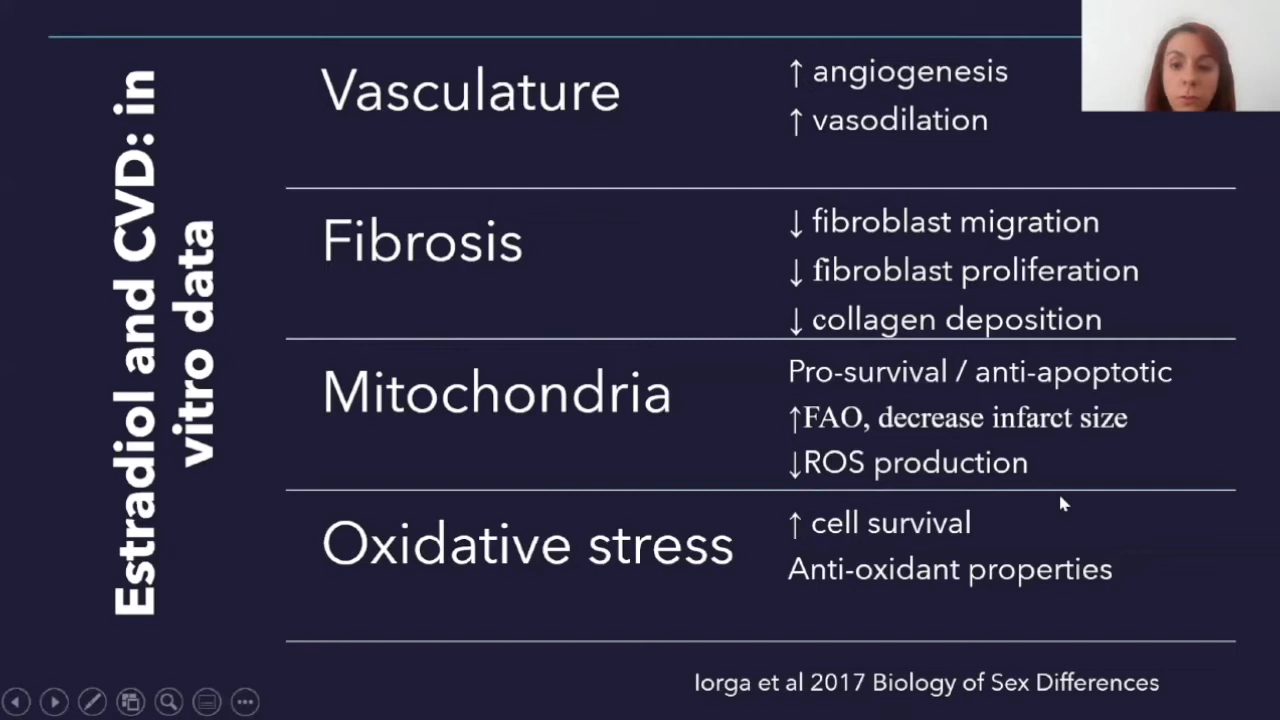 Estradiol and CVD: in
vitro data
Vasculature
↑ angiogenesis
↑ vasodilation
Fibrosis
↓ fibroblast migration
↓ fibroblast proliferation
↓ collagen deposition
Mitochondria
Pro-survival / anti-apoptotic
↑FAO, decrease infarct size
↓ROS production
Oxidative stress
↑ cell survival
Anti-oxidant properties
Iorga et al 2017 Biology of Sex Differences